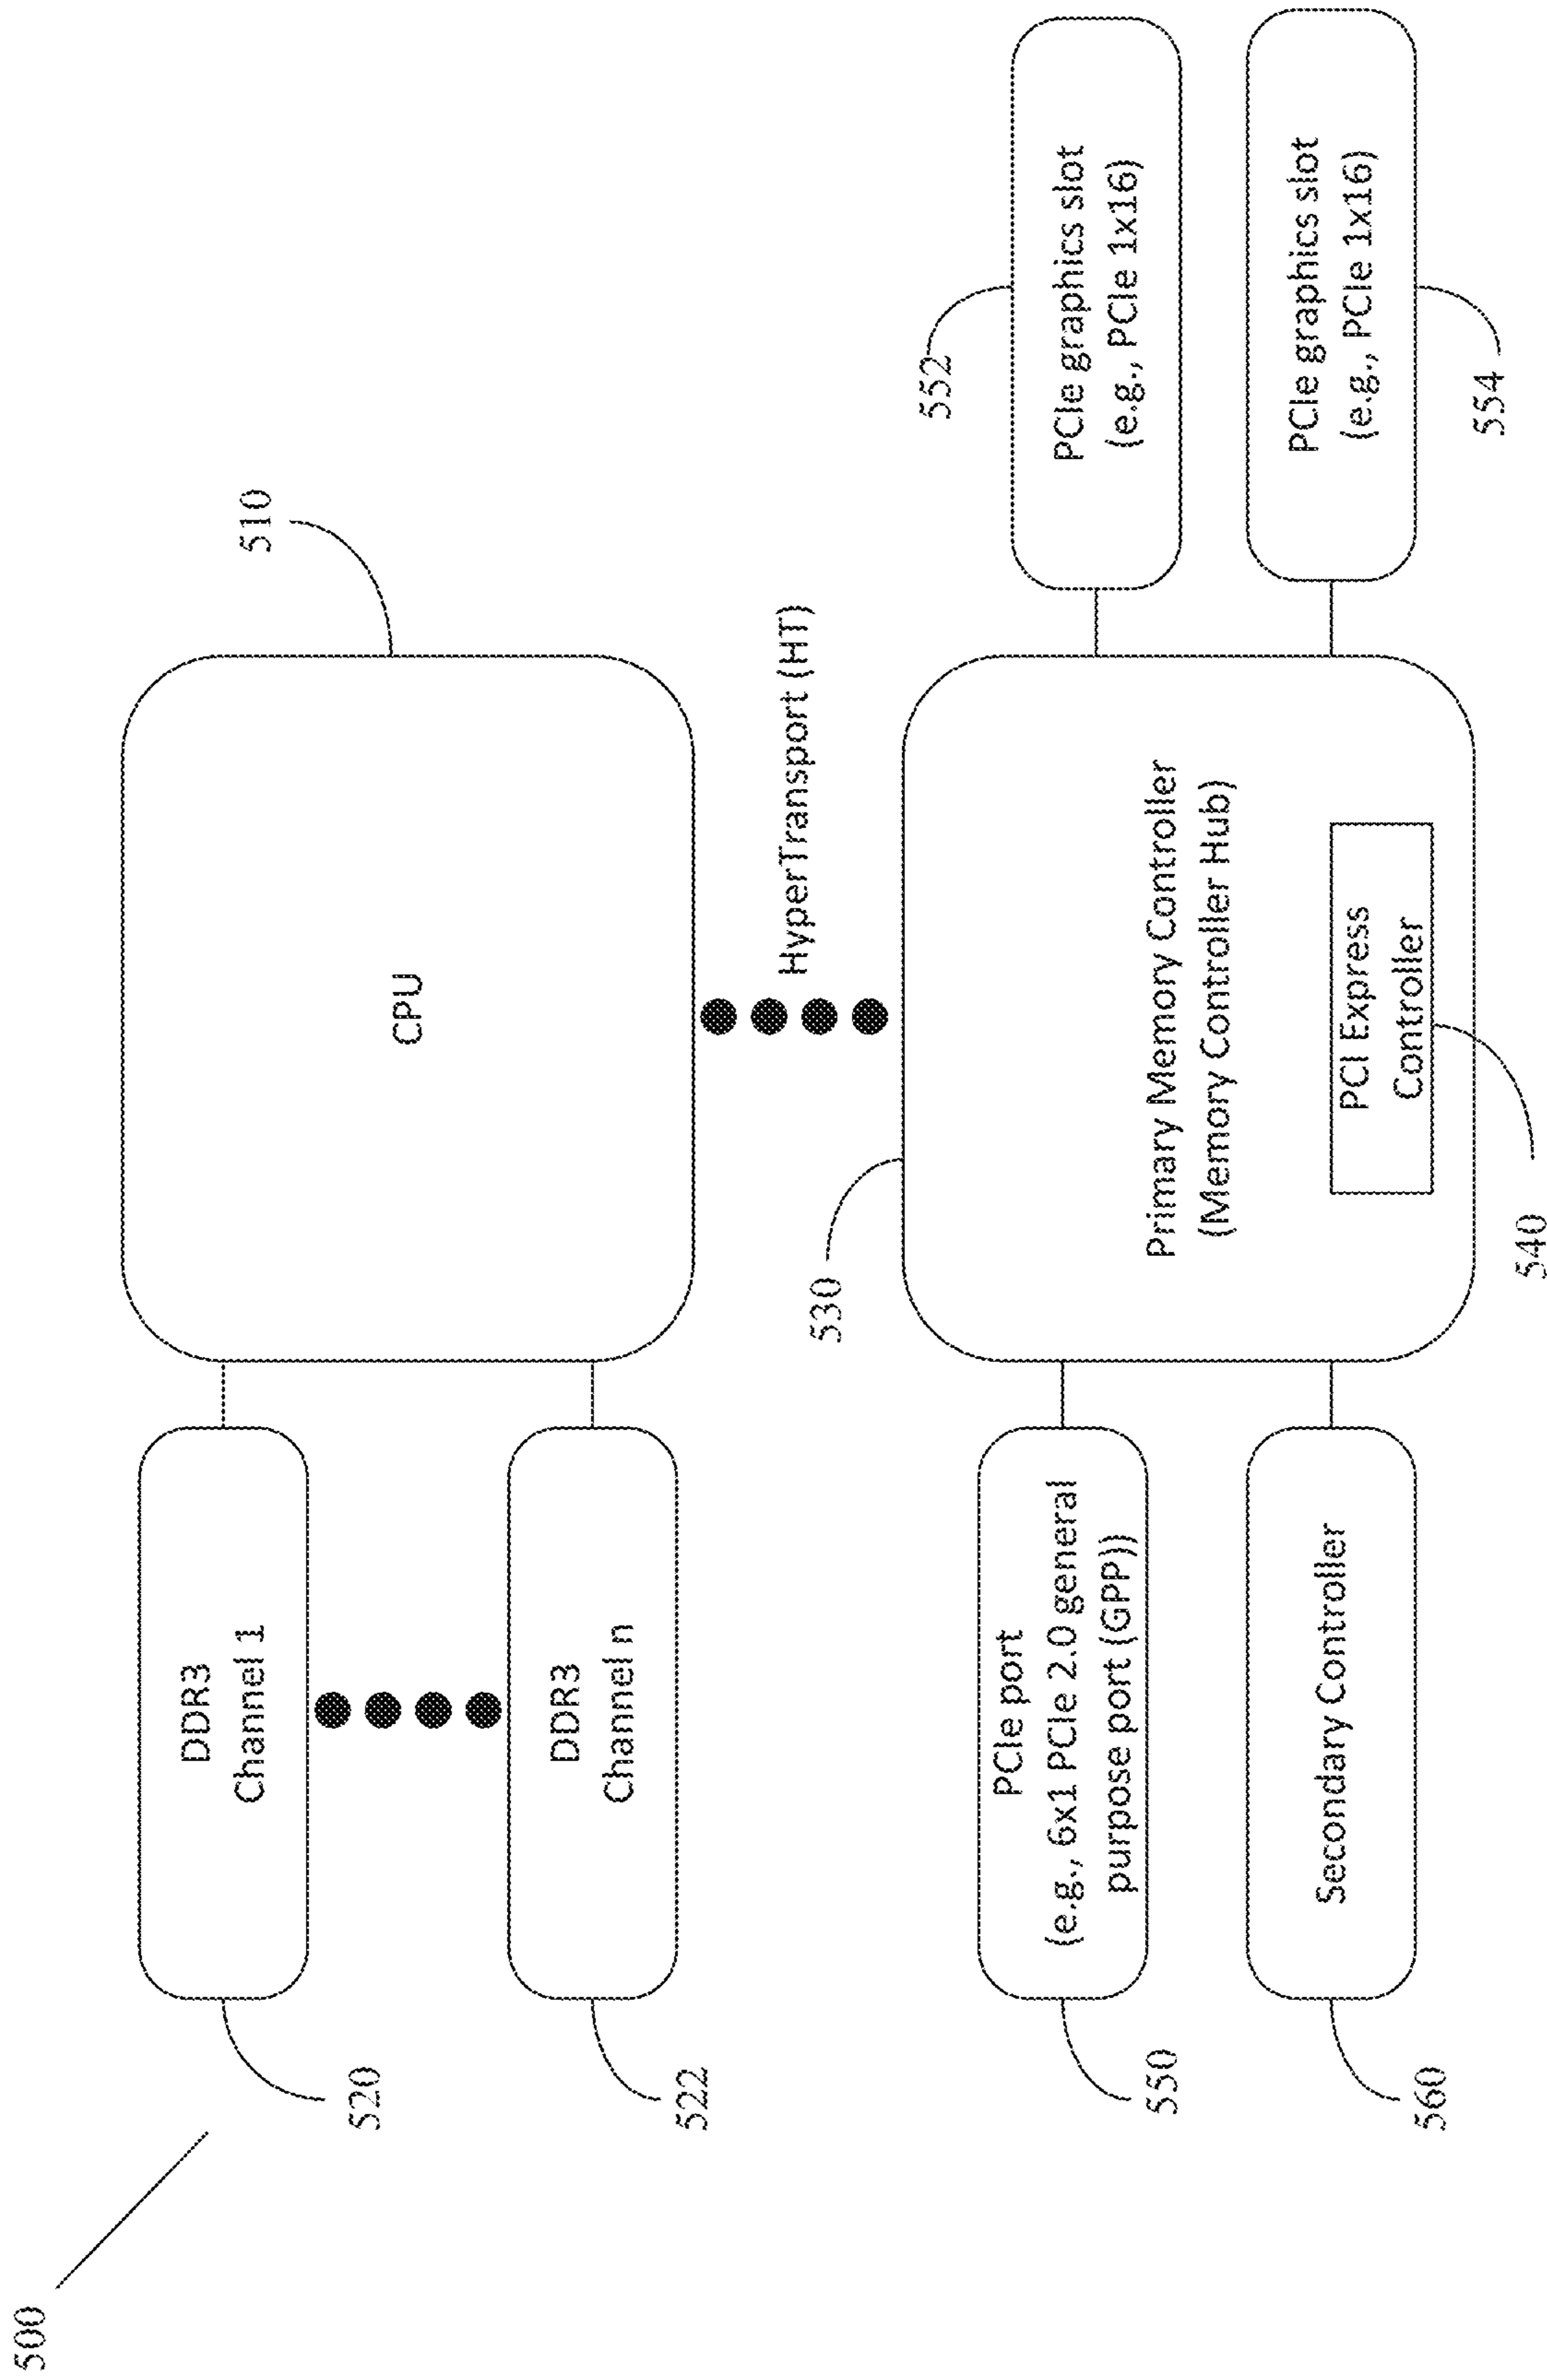 500
510
520
DDR3
Channel 1
522
DDR3
Channel n
CPU
HyperTransport (HT)
530
Primary Memory Controller
(Memory Controller Hub)
PCI Express
Controller
540
550
PCIe port
(e.g., 6x1 PCIe 2.0 general
purpose port (GPP))
560
Secondary Controller
552
PCIe graphics slot
(e.g., PCIe 1x16)
554
PCIe graphics slot
(e.g., PCIe 1x16)